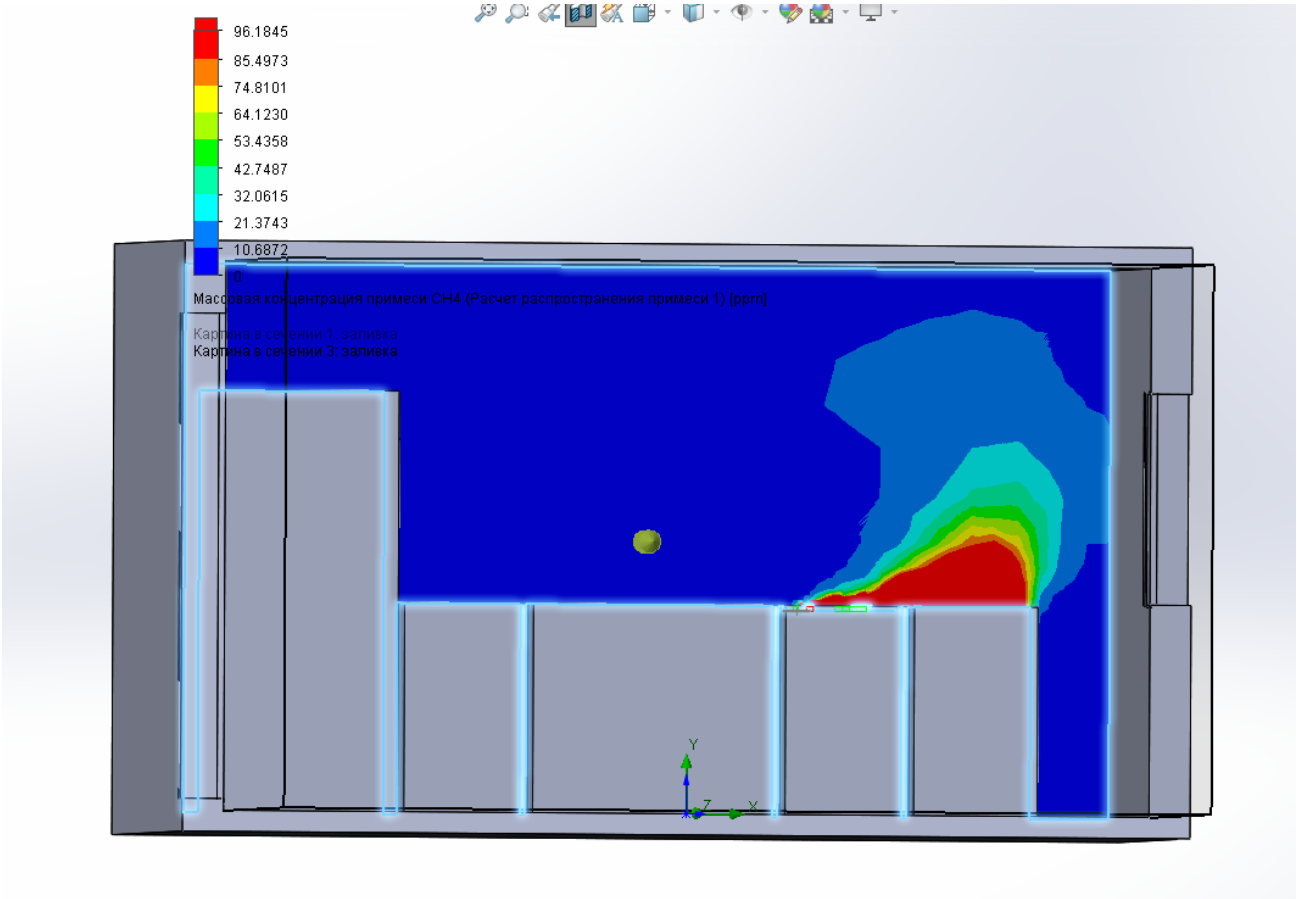 96.1845
85.4973
74.8101
64.1230
53.4358
42.7487
32.0615
21.3743
10.6872
0
Массовая концентрация примеси CH4 (Расчет распространения примеси 1) [ppm]
Картина в сечении 1: заливка
Картина в сечении 3: заливка
Y
Z
X